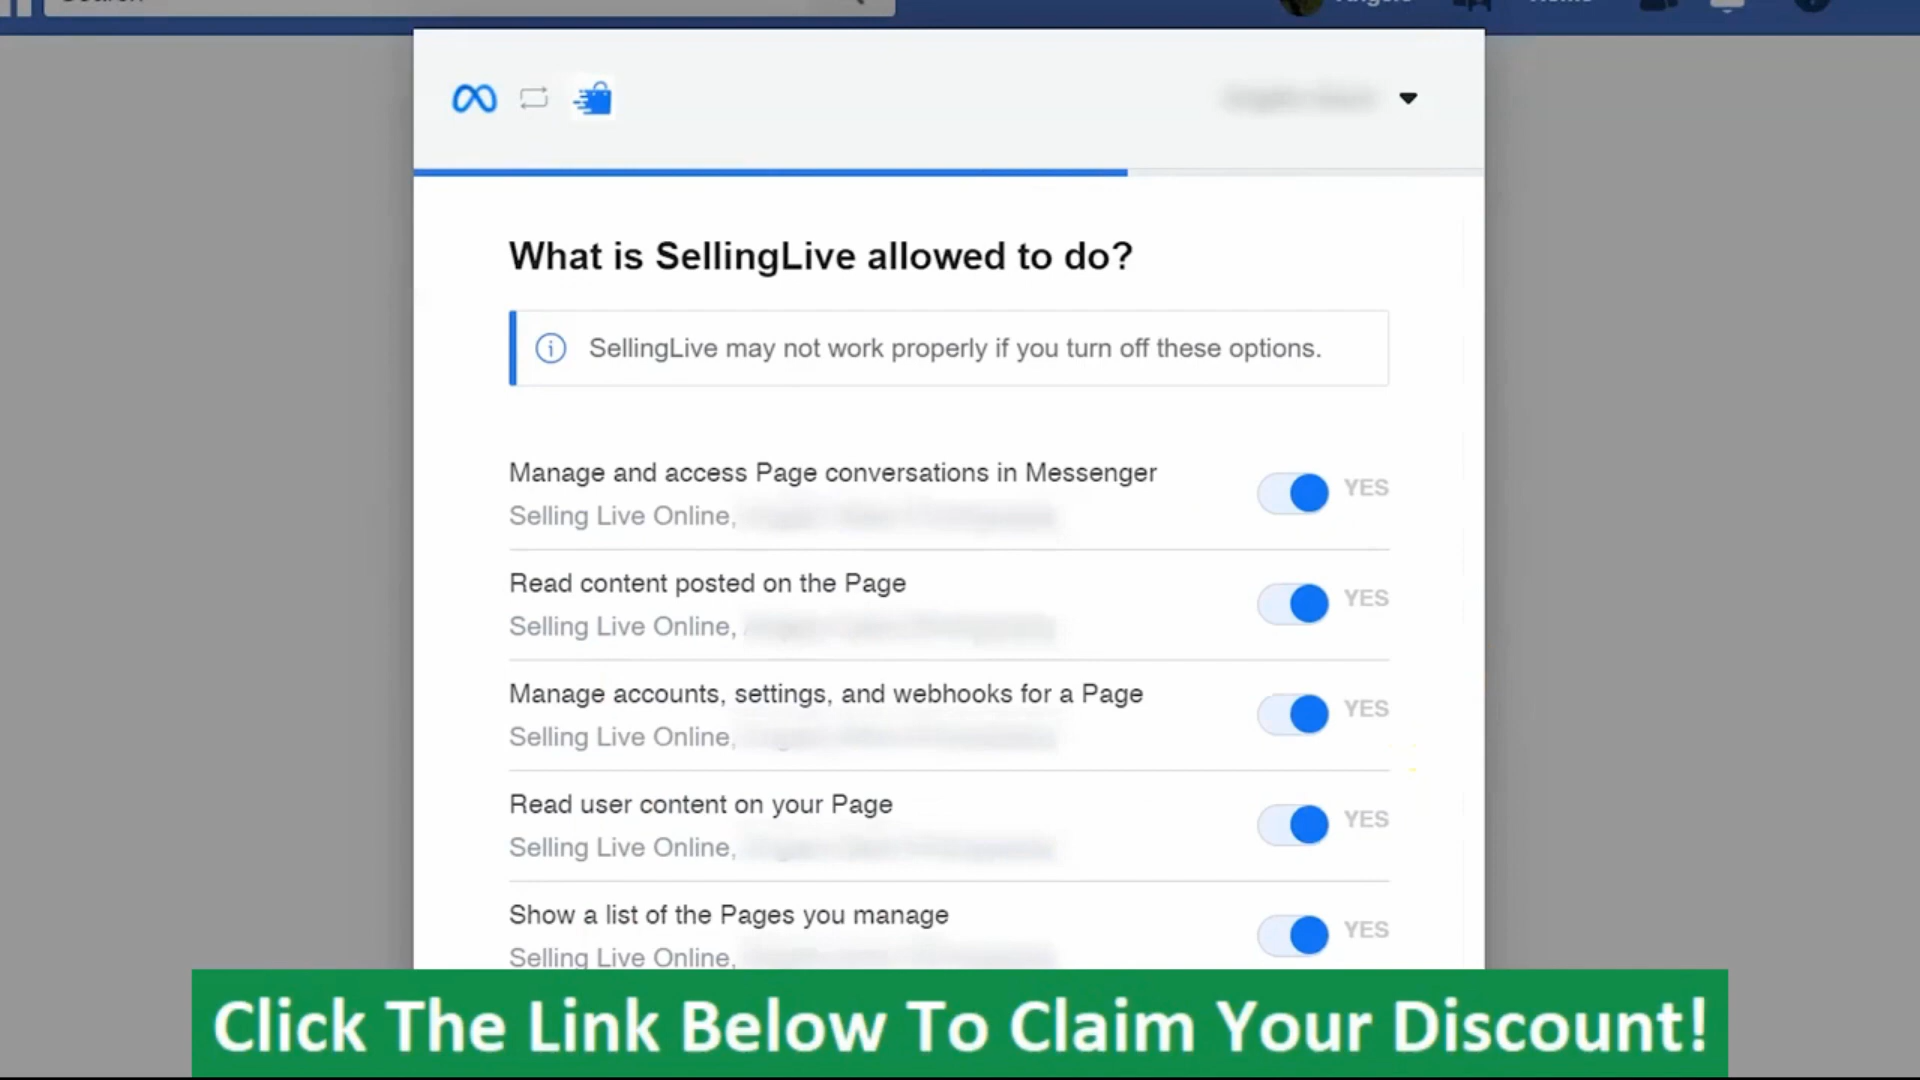 Search
Angelo
Home
What is SellingLive allowed to do?
SellingLive may not work properly if you turn off these options.
Manage and access Page conversations in Messenger
YES
Selling Live Online,
Read content posted on the Page
YES
Selling Live Online,
Manage accounts, settings, and webhooks for a Page
YES
Selling Live Online,
Read user content on your Page
YES
Selling Live Online,
Show a list of the Pages you manage
YES
Selling Live Online,
Click The Link Below To Claim Your Discount!